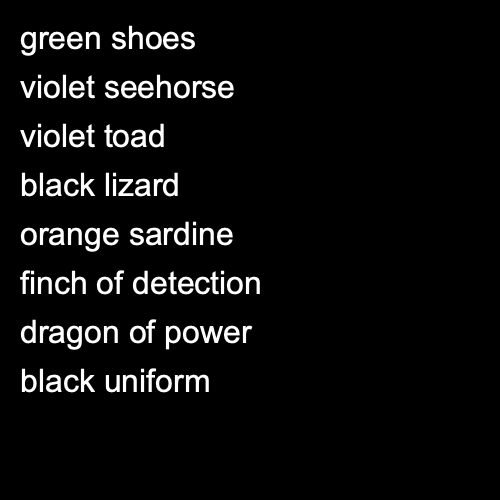 green shoes
violet seehorse
violet toad
black lizard
orange sardine
finch of detection
dragon of power
black uniform